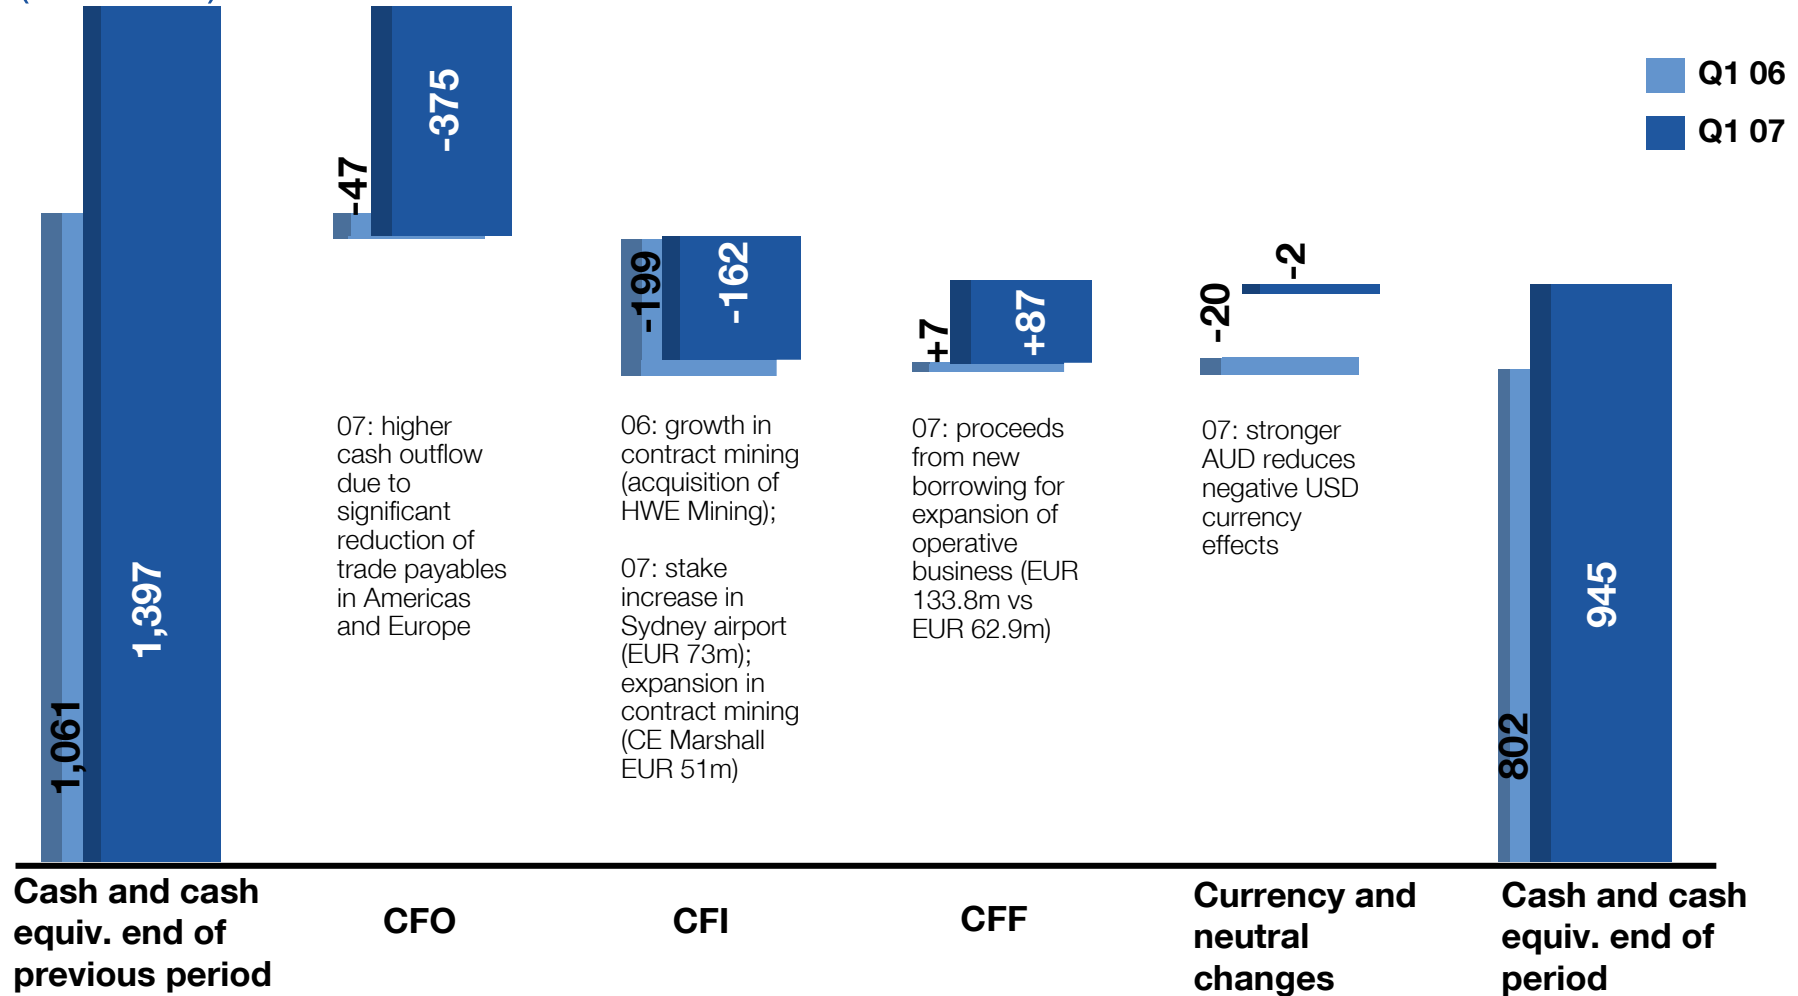 Q1 06
Q1 07
1,061
1,397
-47
-375
-199
-162
+7
+87
-20
-2
802
945
07: higher
cash outflow
due to
significant
reduction of
trade payables
in Americas
and Europe
06: growth in
contract mining
(acquisition of
HWE Mining);
07: stake
increase in
Sydney airport
(EUR 73m);
expansion in
contract mining
(CE Marshall
EUR 51m)
07: proceeds
from new
borrowing for
expansion of
operative
business (EUR
133.8m vs
EUR 62.9m)
07: stronger
AUD reduces
negative USD
currency
effects
Cash and cash
equiv. end of
previous period
CFO
CFI
CFF
Currency and
neutral
changes
Cash and cash
equiv. end of
period